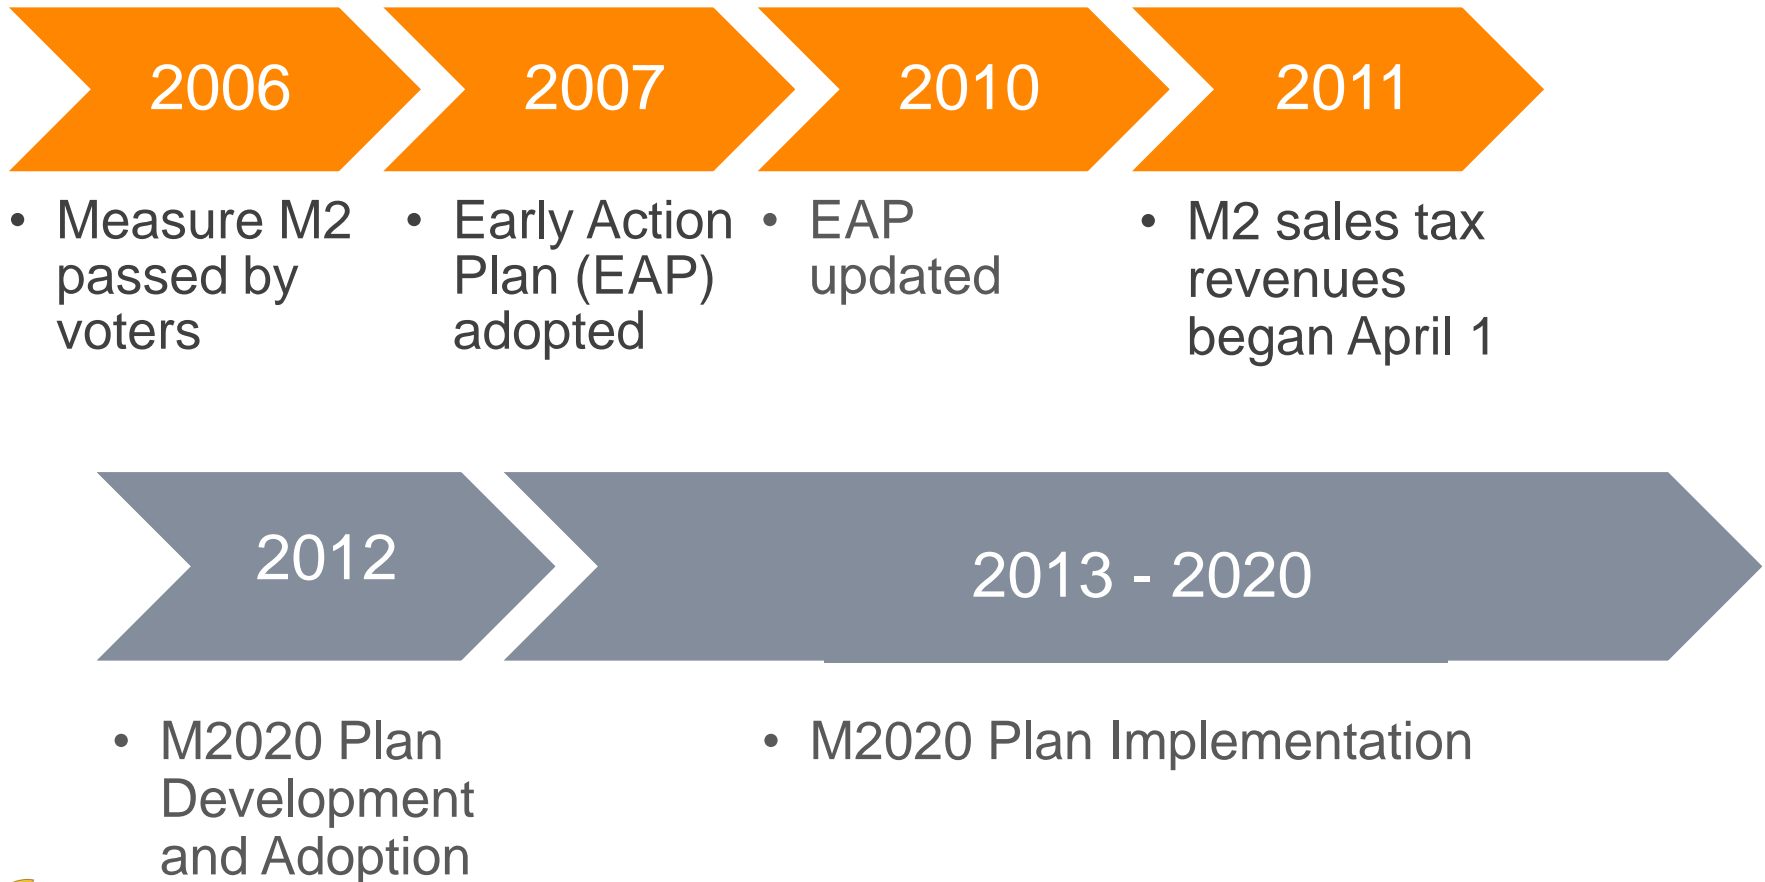 2006
2007
2010
2011
• Measure M2
passed by
voters
• Early Action
Plan (EAP)
adopted
• EAP
updated
• M2 sales tax
revenues
began April 1
2012
2013 - 2020
• M2020 Plan
Development
and Adoption
• M2020 Plan Implementation